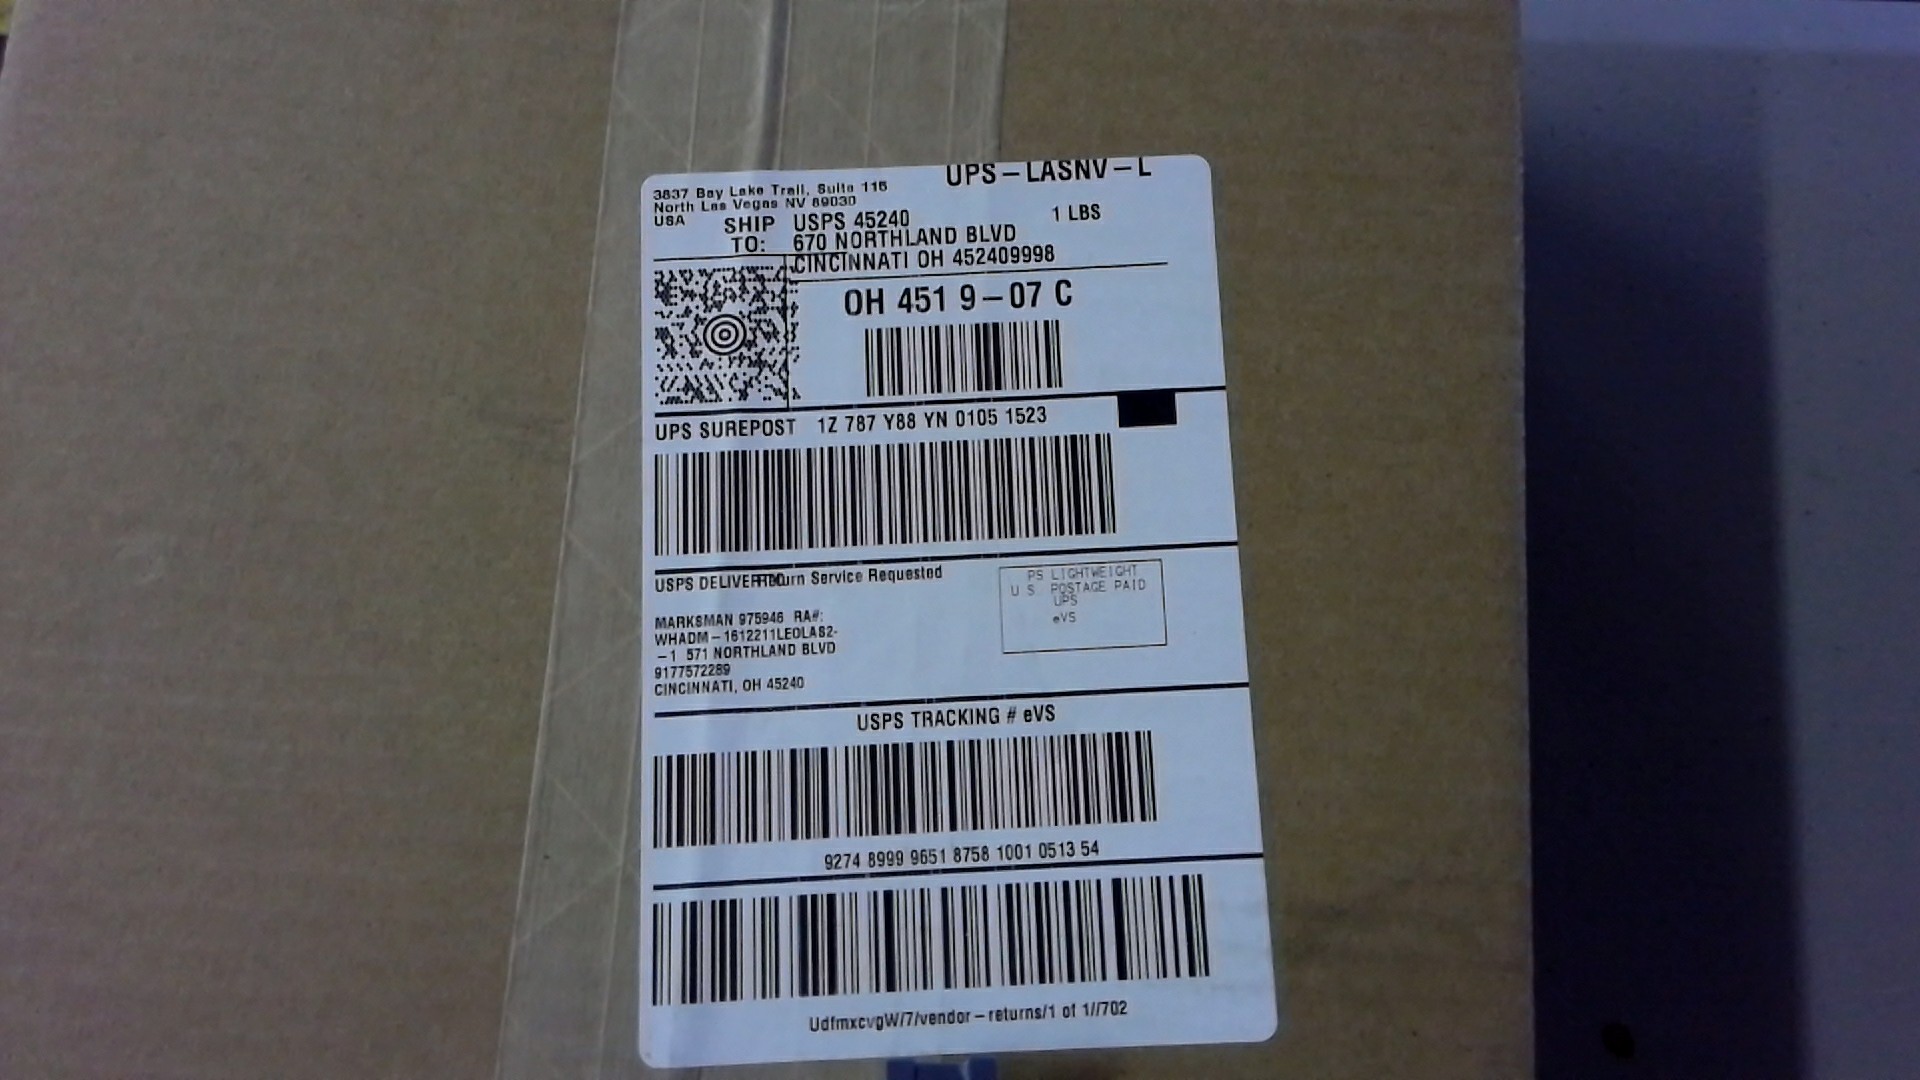 UPS-LASNV-L
3837 Bay Lake Trail, Suite 115
North Las Vegas NV 89030
USA
1 LBS
SHIP TO:
USPS 45240
670 NORTHLAND BLVD
CINCINNATI OH 452409998
OH 451 9-07 C
UPS SUREPOST 1Z 787 Y88 YN 0105 1523
USPS DELIVER TO:
Return Service Requested
PS LIGHTWEIGHT
U S POSTAGE PAID
UPS
eVS
MARKSMAN 975946 RA#:
WHADM-1612211LEOLAS2-
-1 571 NORTHLAND BLVD
9177572289
CINCINNATI, OH 45240
USPS TRACKING # eVS
9274 8999 9651 8758 1001 0513 54
UdfmxcvgW/7/vendor-returns/1 of 1//702